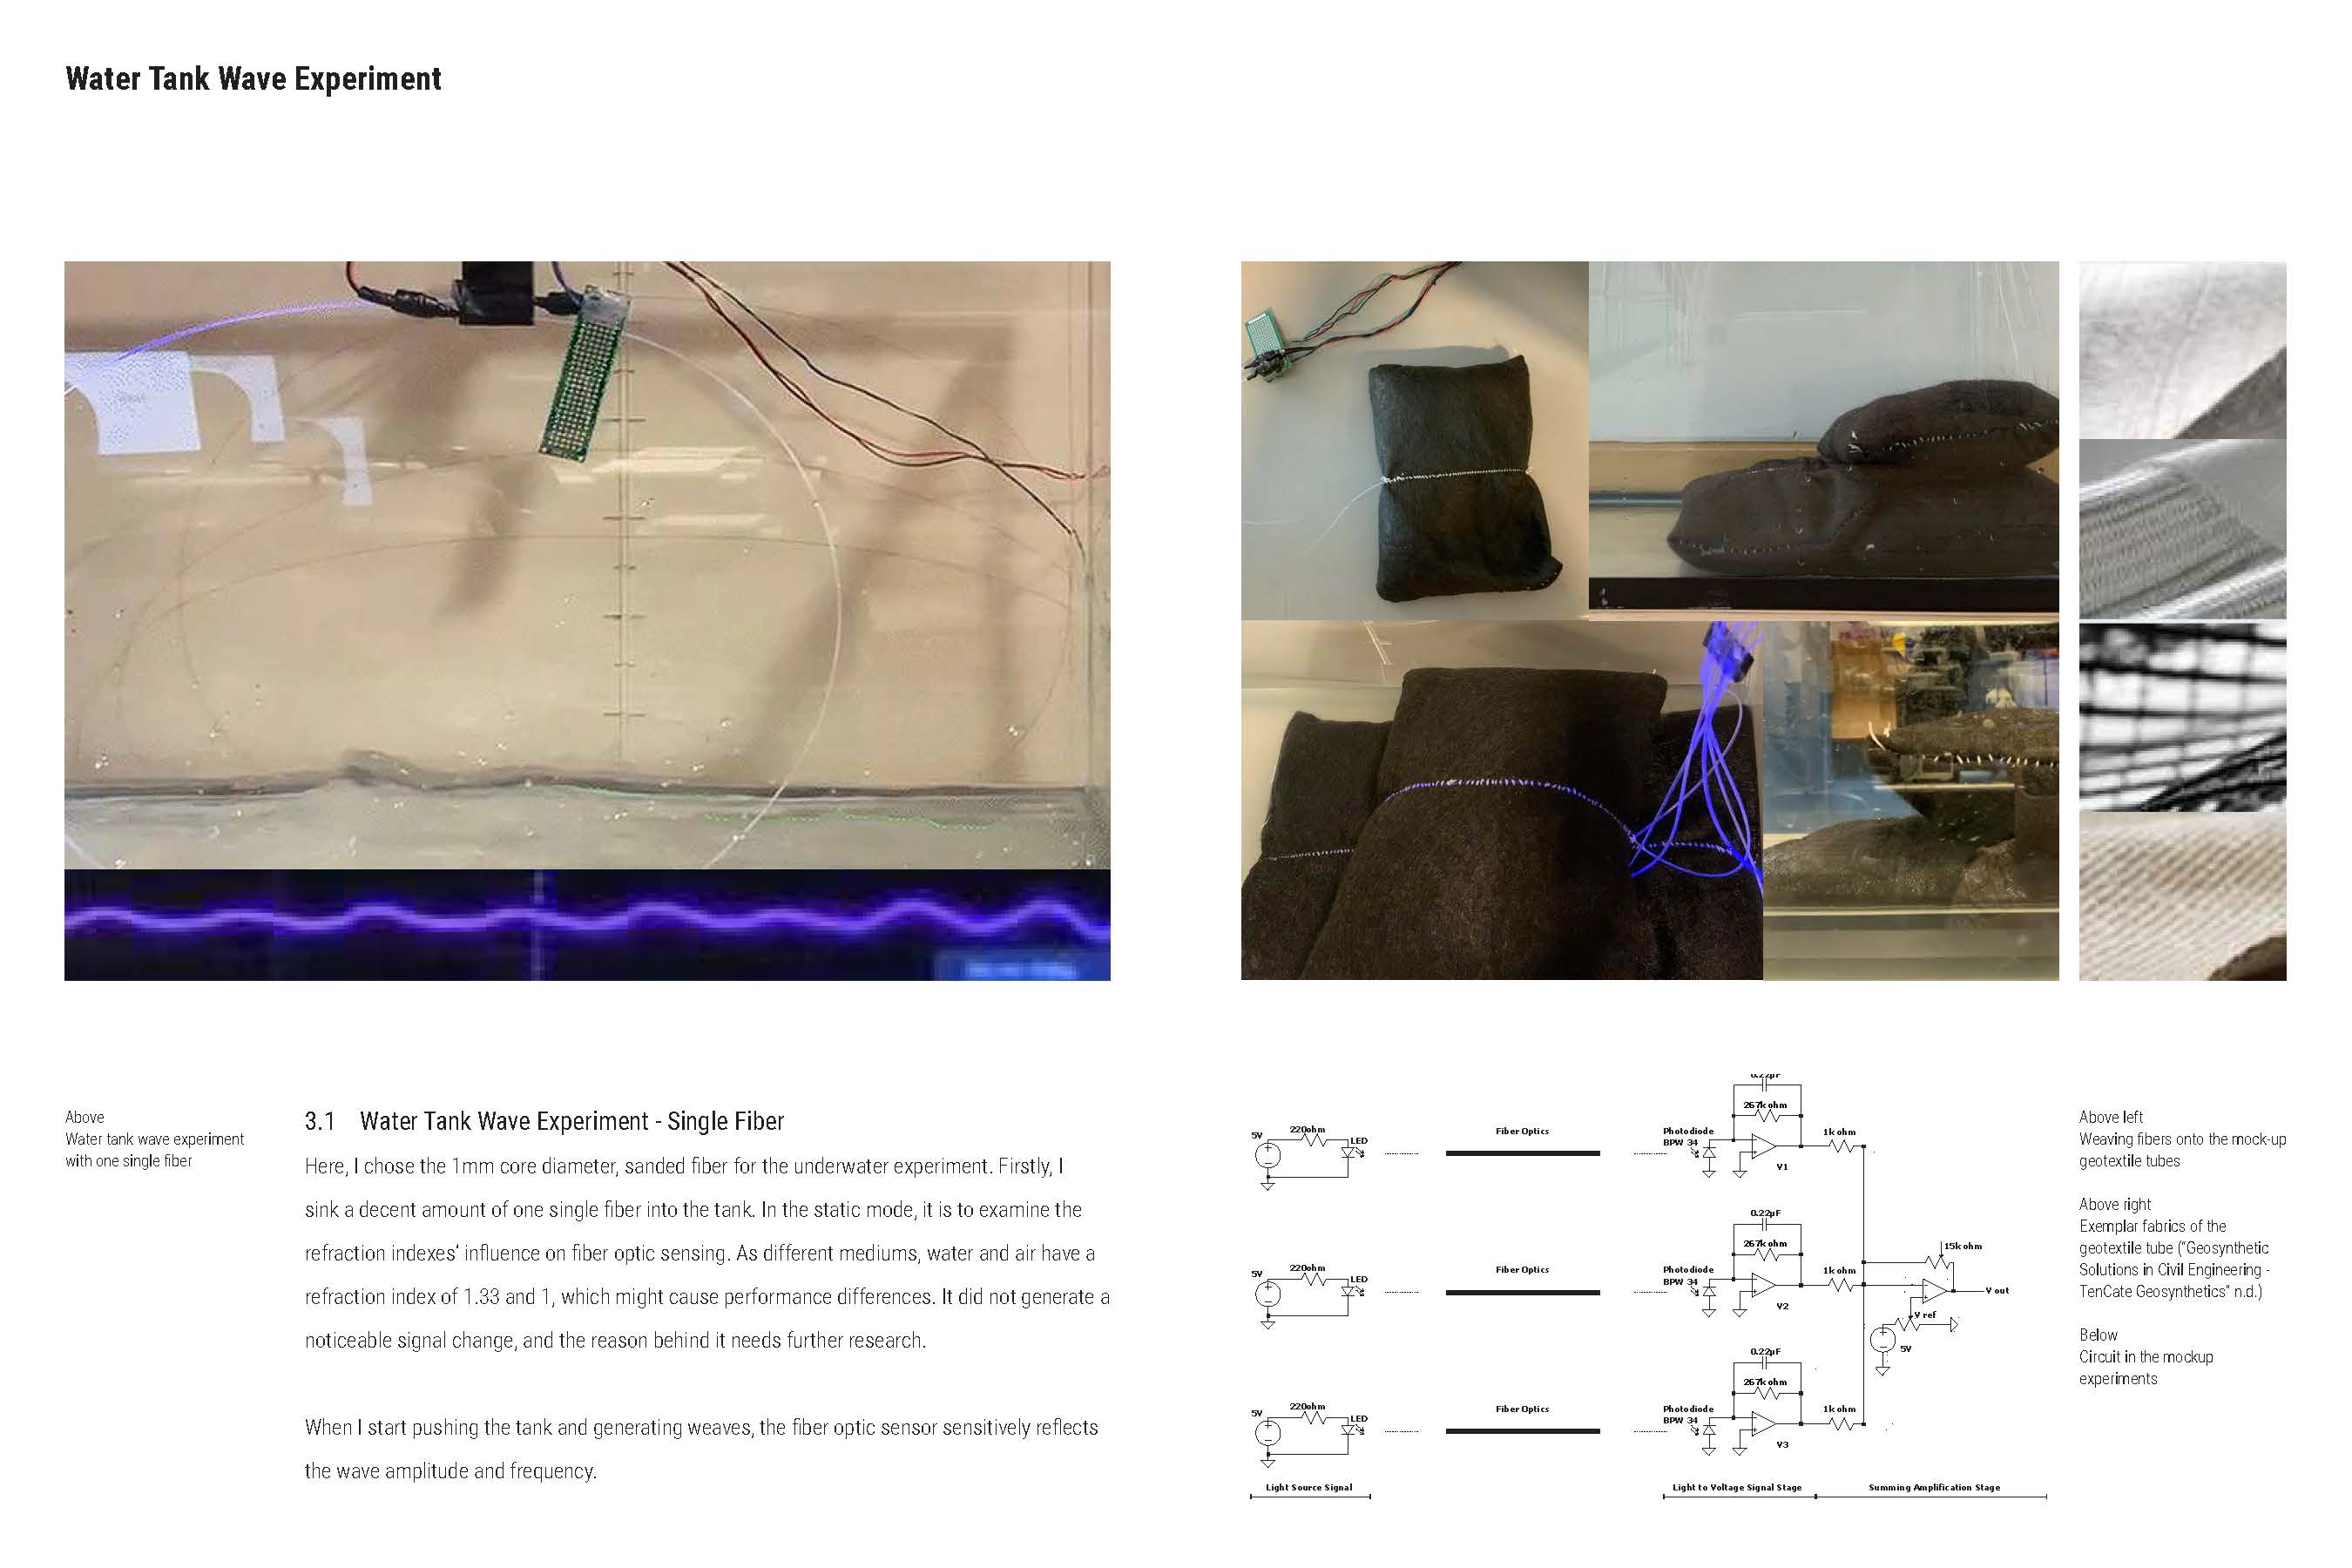 Water Tank Wave Experiment
Above
Water tank wave experiment
with one single fiber
3.1 Water Tank Wave Experiment - Single Fiber
Here, I chose the 1mm core diameter, sanded fiber for the underwater experiment. Firstly, I
sink a decent amount of one single fiber into the tank. In the static mode, it is to examine the
refraction indexes' influence on fiber optic sensing. As different mediums, water and air have a
refraction index of 1.33 and 1, which might cause performance differences. It did not generate a
noticeable signal change, and the reason behind it needs further research.
When I start pushing the tank and generating weaves, the fiber optic sensor sensitively reflects
the wave amplitude and frequency.
0.22µF
267k ohm
5V
220ohm
LED
Fiber Optics
Photodiode
BPW 34
V1
1k ohm
0.22µF
267k ohm
5V
220ohm
LED
Fiber Optics
Photodiode
BPW 34
V2
1k ohm
15k ohm
V out
V ref
5V
0.22µF
267k ohm
5V
220ohm
LED
Fiber Optics
Photodiode
BPW 34
V3
1k ohm
Light Source Signal
Light to Voltage Signal Stage
Summing Amplification Stage
Above left
Weaving fibers onto the mock-up
geotextile tubes
Above right
Exemplar fabrics of the
geotextile tube ("Geosynthetic
Solutions in Civil Engineering -
TenCate Geosynthetics" n.d.)
Below
Circuit in the mockup
experiments